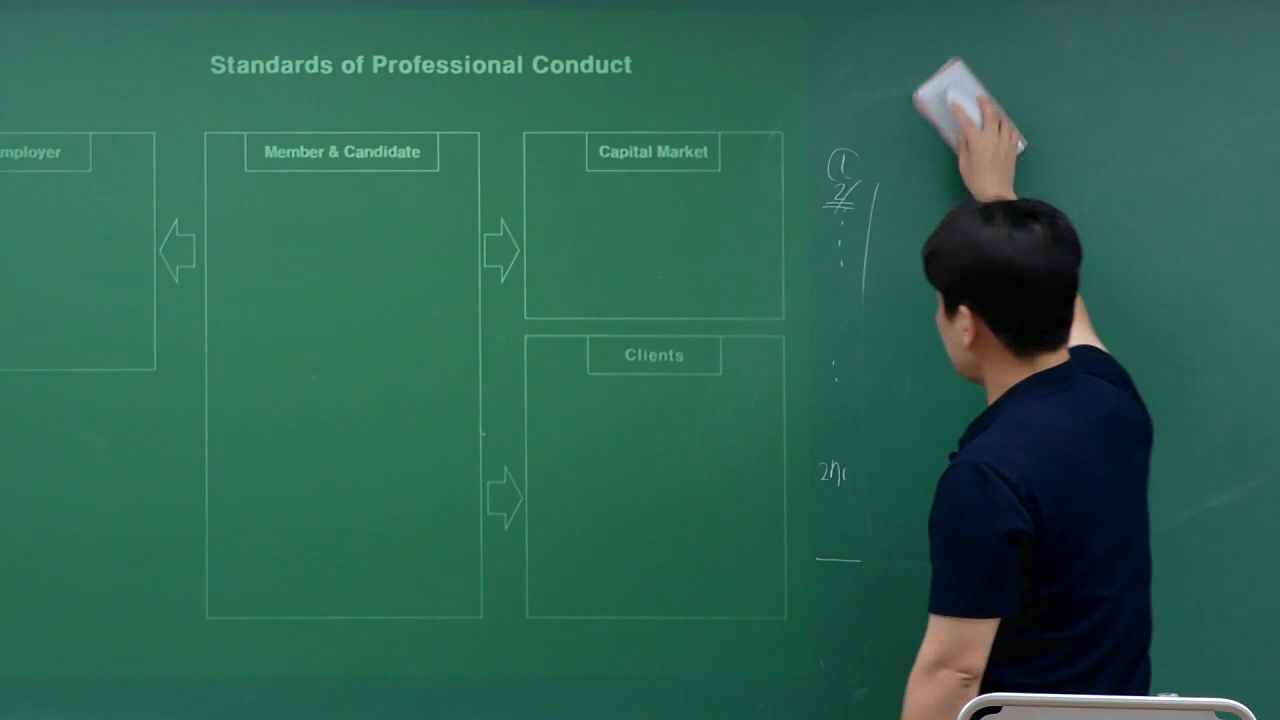 Standards of Professional Conduct
mployer
Member & Candidate
Capital Market
Clients